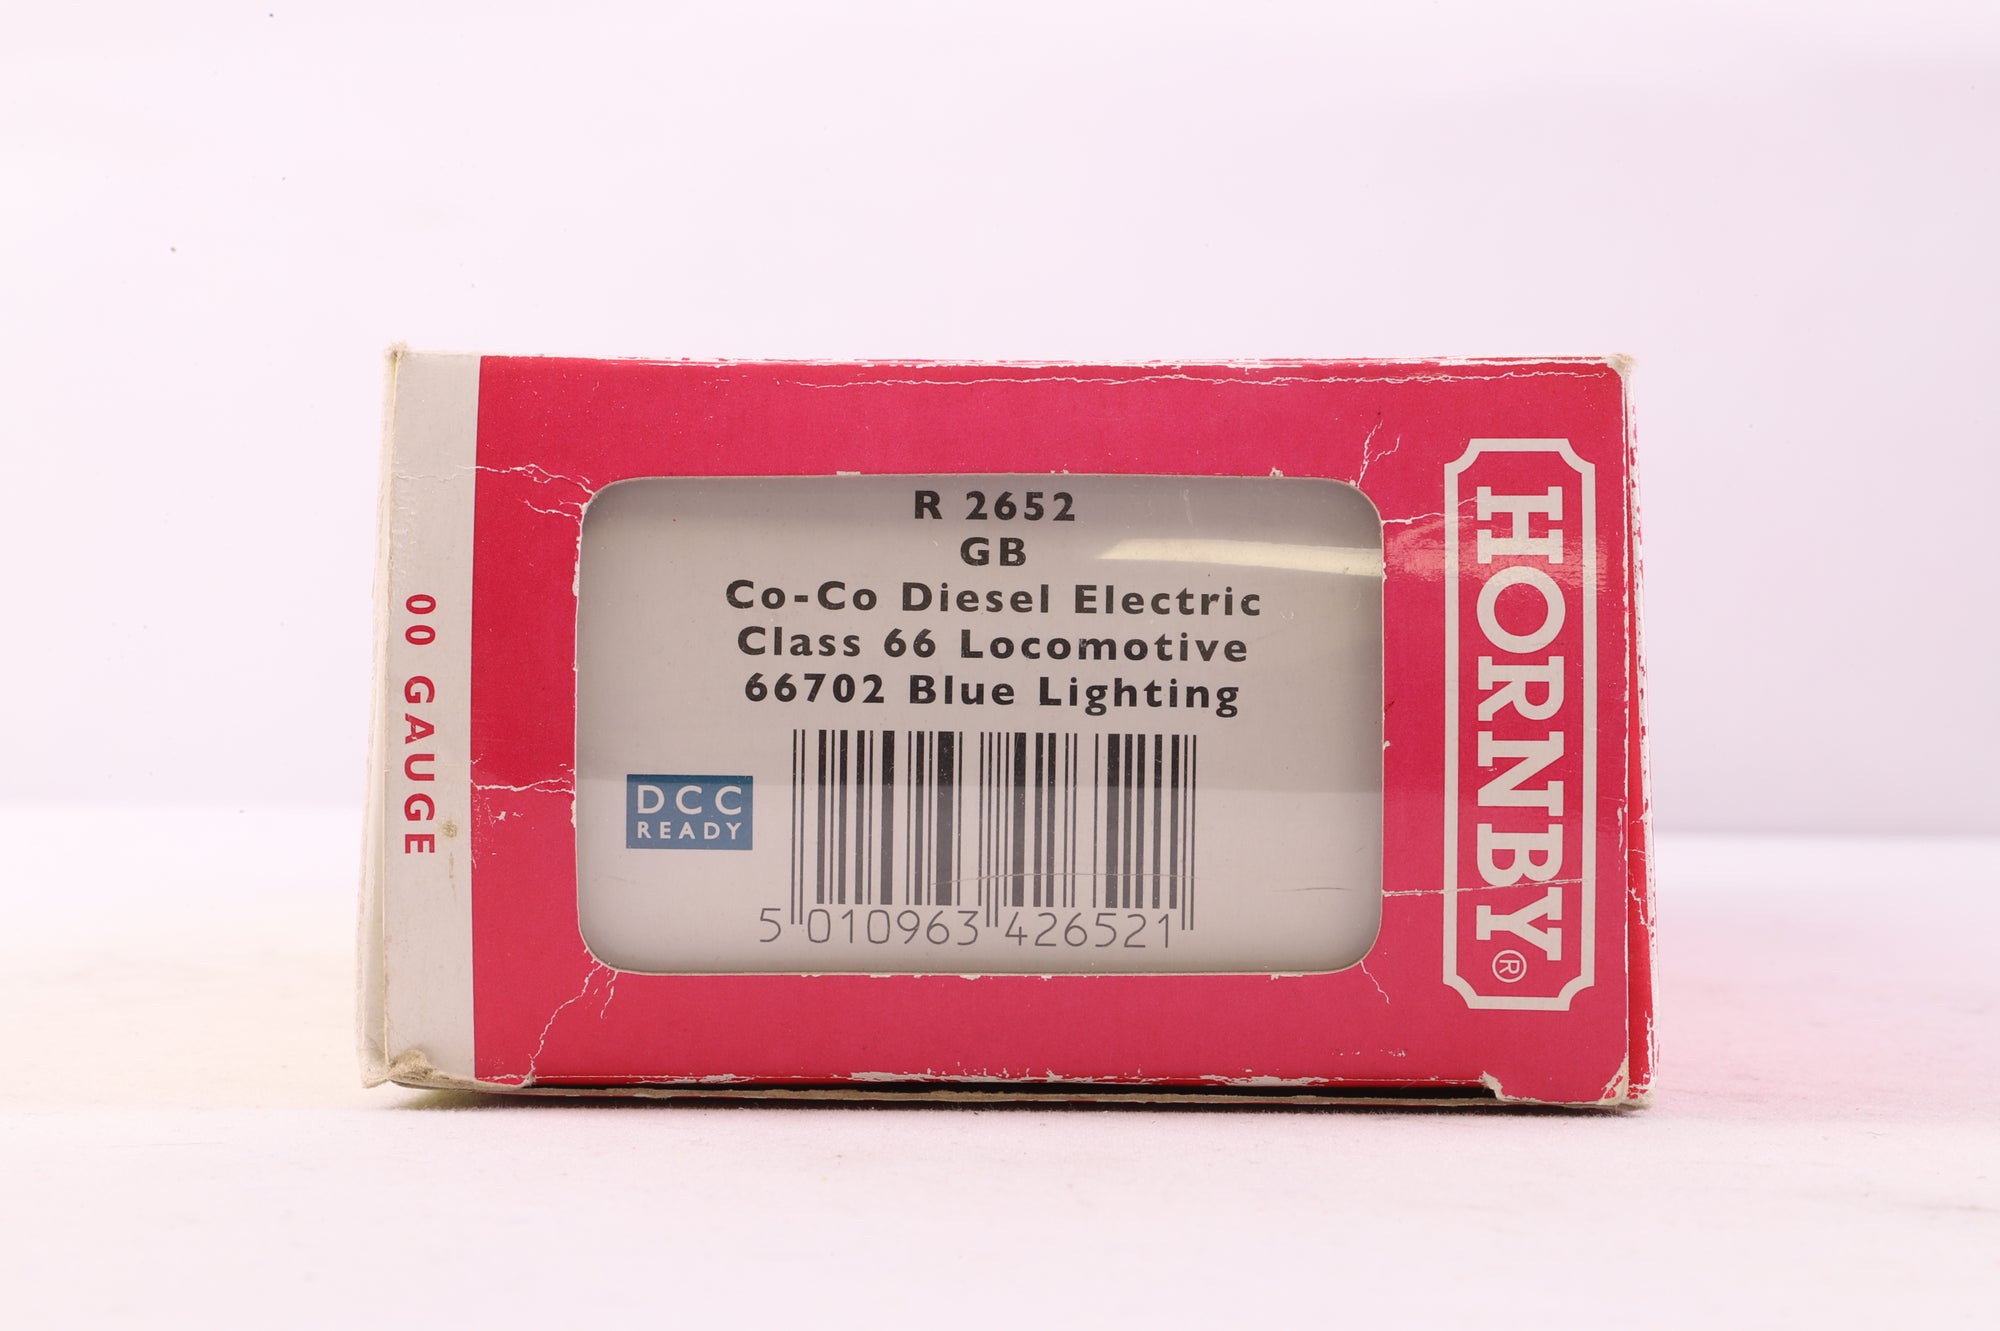 00 GAUGE
R 2652
GB
Co-Co Diesel Electric
Class 66 Locomotive
66702 Blue Lighting
DCC
READY
5 010963 426521
HORNBY®